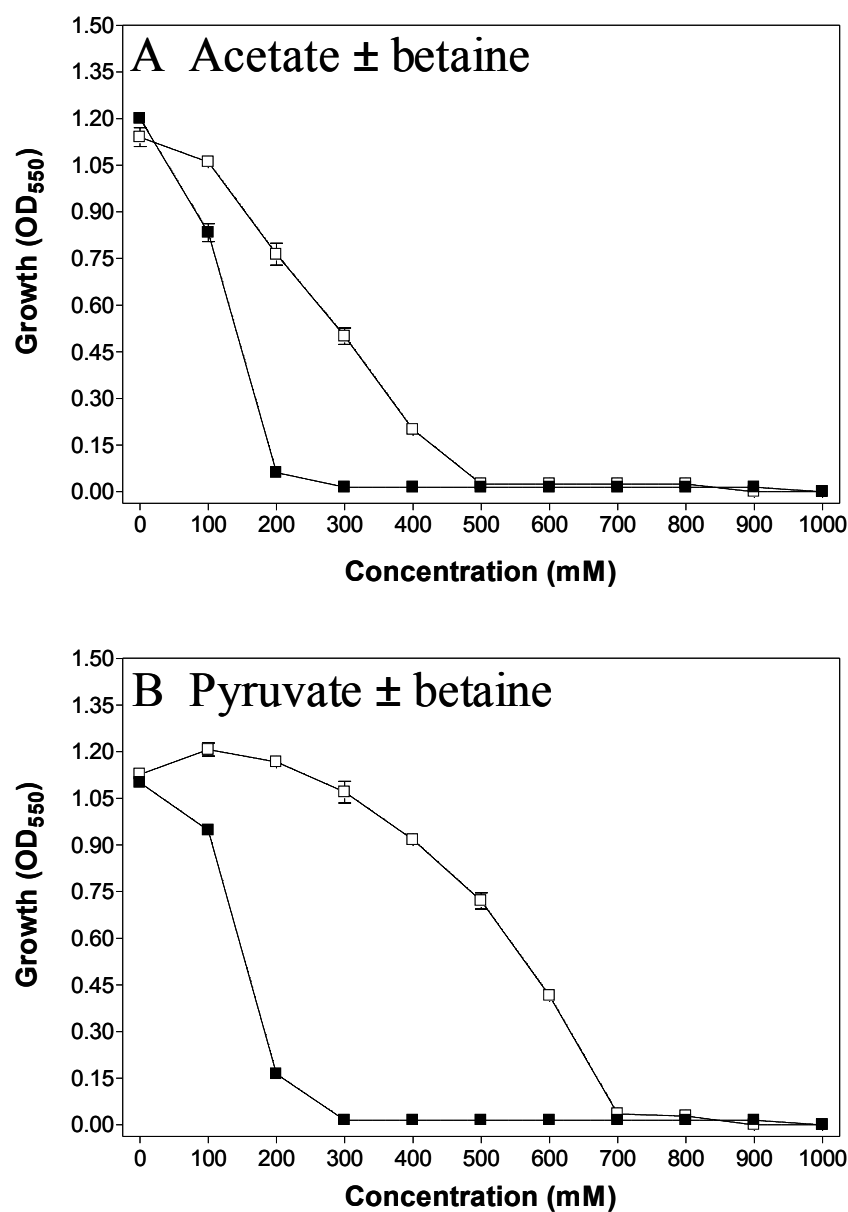 A Acetate ± betaine
Growth (OD550)
1.50
1.35
1.20
1.05
0.90
0.75
0.60
0.45
0.30
0.15
0.00
0 100 200 300 400 500 600 700 800 900 1000
Concentration (mM)
B Pyruvate ± betaine
Growth (OD550)
1.50
1.35
1.20
1.05
0.90
0.75
0.60
0.45
0.30
0.15
0.00
0 100 200 300 400 500 600 700 800 900 1000
Concentration (mM)